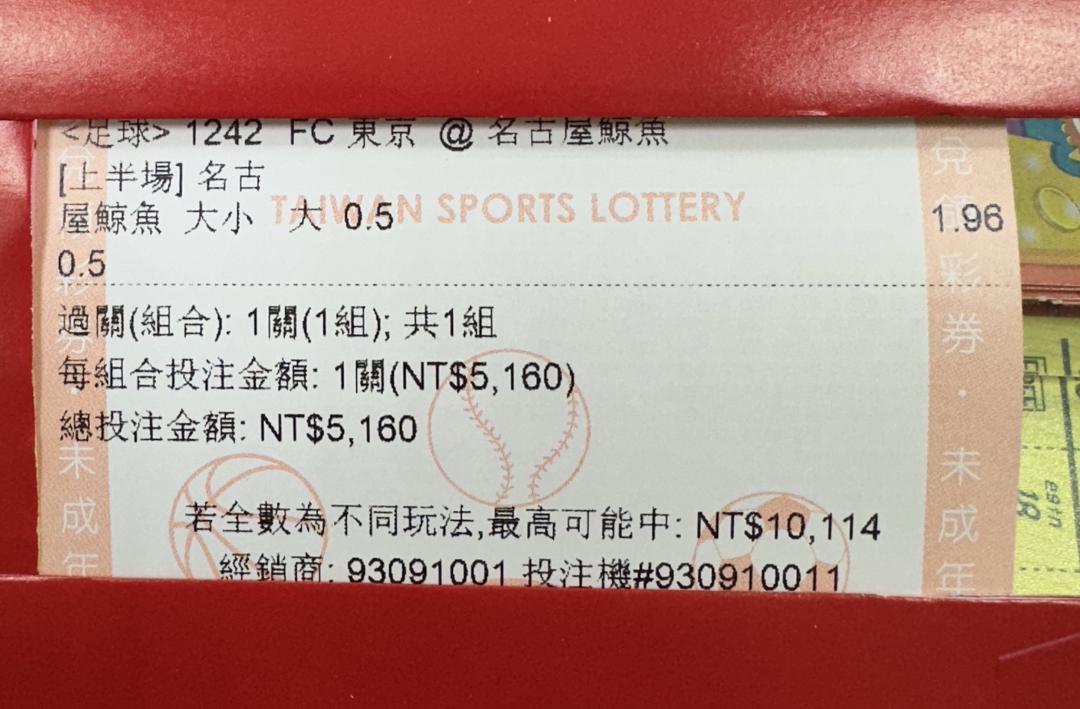 <足球> 1242 FC 東京 @ 名古屋鯨魚
[上半場] 名古
屋鯨魚 大小 大 0.5 1.96
0.5
TAIWAN SPORTS LOTTERY
過關(組合): 1關(1組); 共1組
每組合投注金額: 1關(NT$5,160)
總投注金額: NT$5,160
若全數為不同玩法,最高可能中: NT$10,114
經銷商: 93091001 投注機#930910011
彩券・未成年